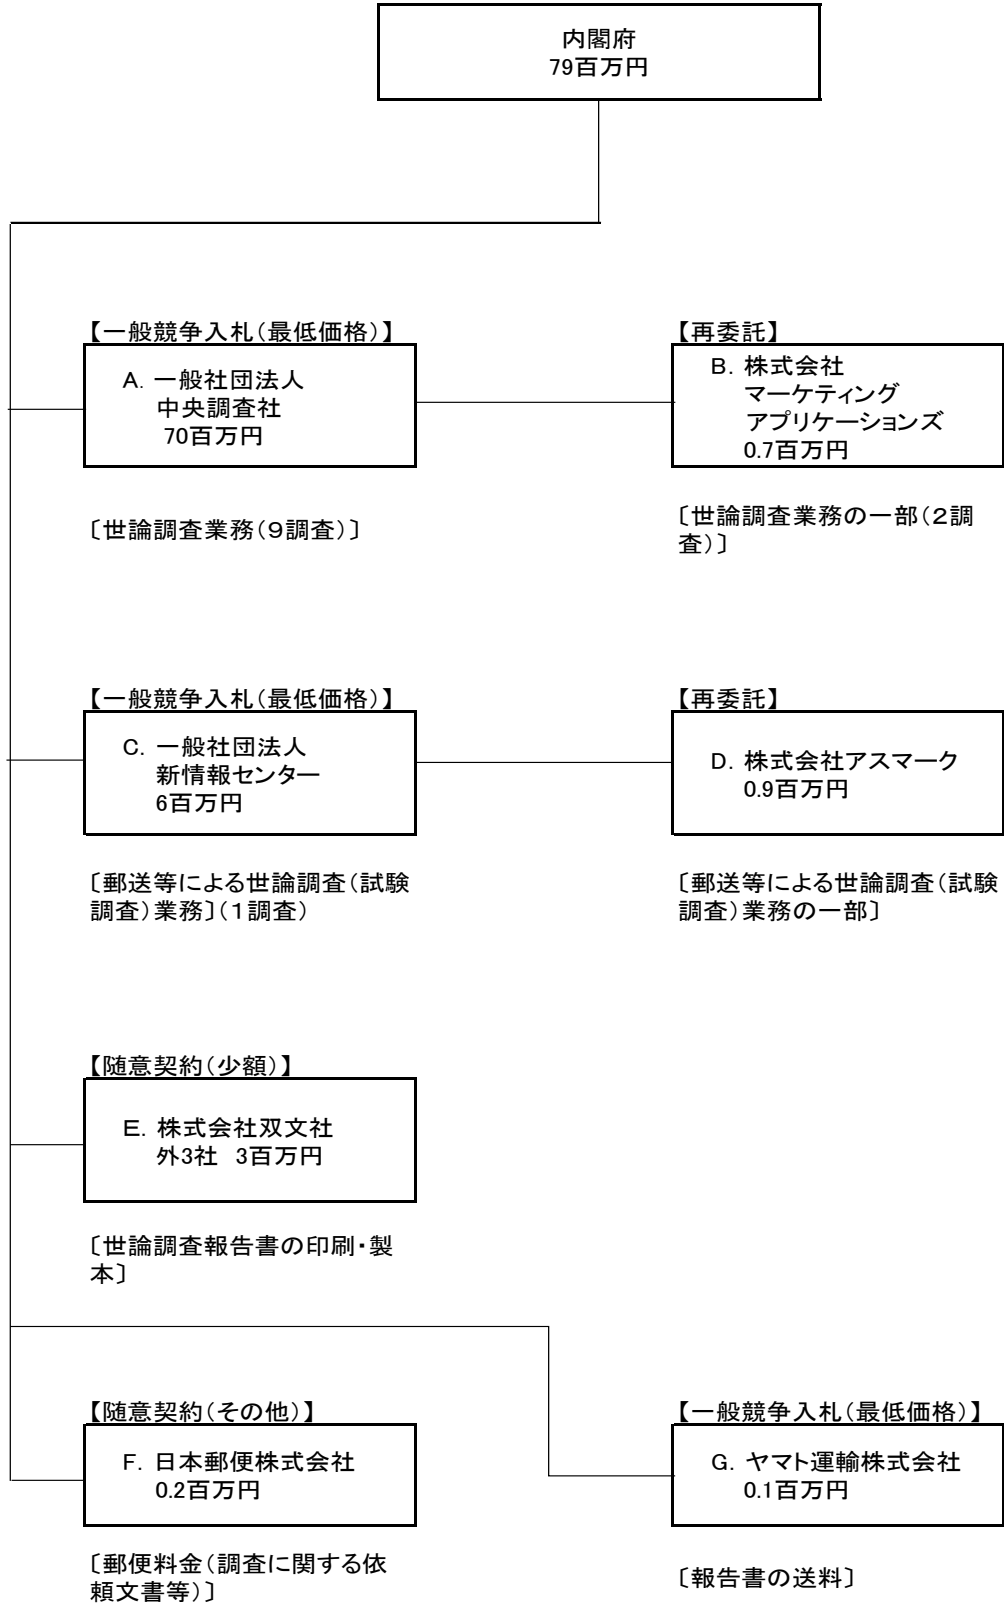 内閣府
79百万円
【一般競争入札(最低価格)】
A. 一般社団法人
中央調査社
70百万円
〔世論調査業務(9調査)〕
【再委託】
B. 株式会社
マーケティング
アプリケーションズ
0.7百万円
〔世論調査業務の一部(2調
査)〕
【一般競争入札(最低価格)】
C. 一般社団法人
新情報センター
6百万円
〔郵送等による世論調査(試験
調査)業務〕(1調査)
【再委託】
D. 株式会社アスマーク
0.9百万円
〔郵送等による世論調査(試験
調査)業務の一部〕
【随意契約(少額)】
E. 株式会社双文社
外3社 3百万円
〔世論調査報告書の印刷・製
本〕
【随意契約(その他)】
F. 日本郵便株式会社
0.2百万円
〔郵便料金(調査に関する依
頼文書等)〕
【一般競争入札(最低価格)】
G. ヤマト運輸株式会社
0.1百万円
〔報告書の送料〕